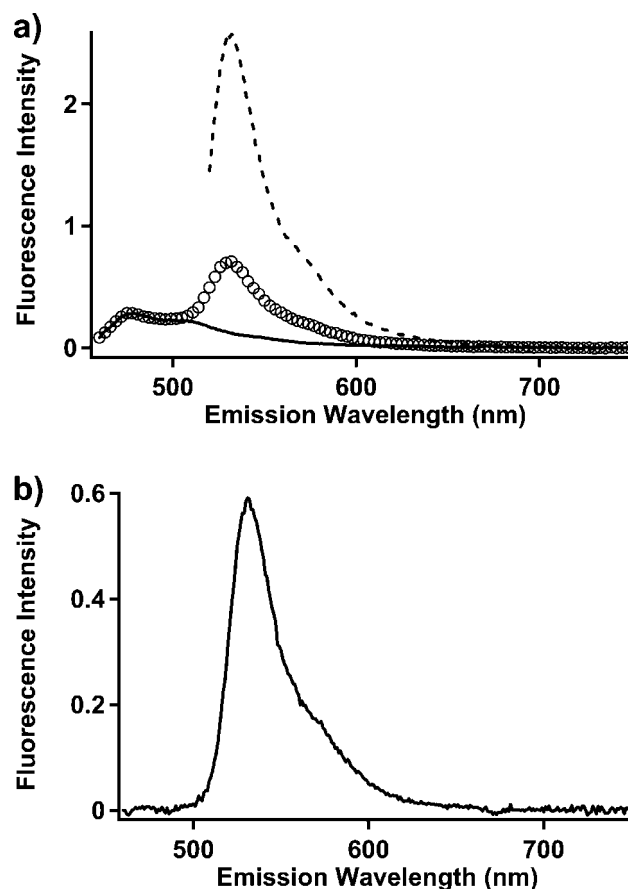 a)
Fluorescence Intensity
2
1
0
500 600 700
Emission Wavelength (nm)
b)
Fluorescence Intensity
0.6
0.4
0.2
0
500 600 700
Emission Wavelength (nm)